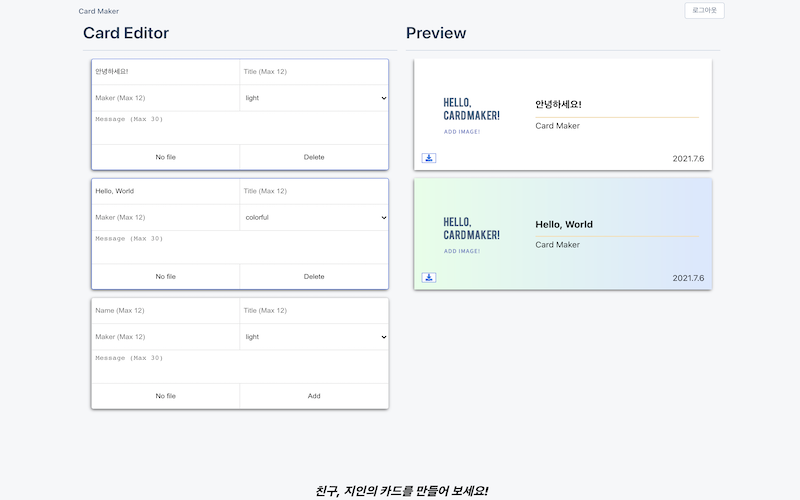 Card Maker
로그아웃
Card Editor
안녕하세요!
Title (Max 12)
Maker (Max 12)
light
Message (Max 30)
No file
Delete
Hello, World
Title (Max 12)
Maker (Max 12)
colorful
Message (Max 30)
No file
Delete
Name (Max 12)
Title (Max 12)
Maker (Max 12)
light
Message (Max 30)
No file
Add
Preview
HELLO,
CARDMAKER!
ADD IMAGE!
안녕하세요!
Card Maker
2021.7.6
HELLO,
CARDMAKER!
ADD IMAGE!
Hello, World
Card Maker
2021.7.6
친구, 지인의 카드를 만들어 보세요!